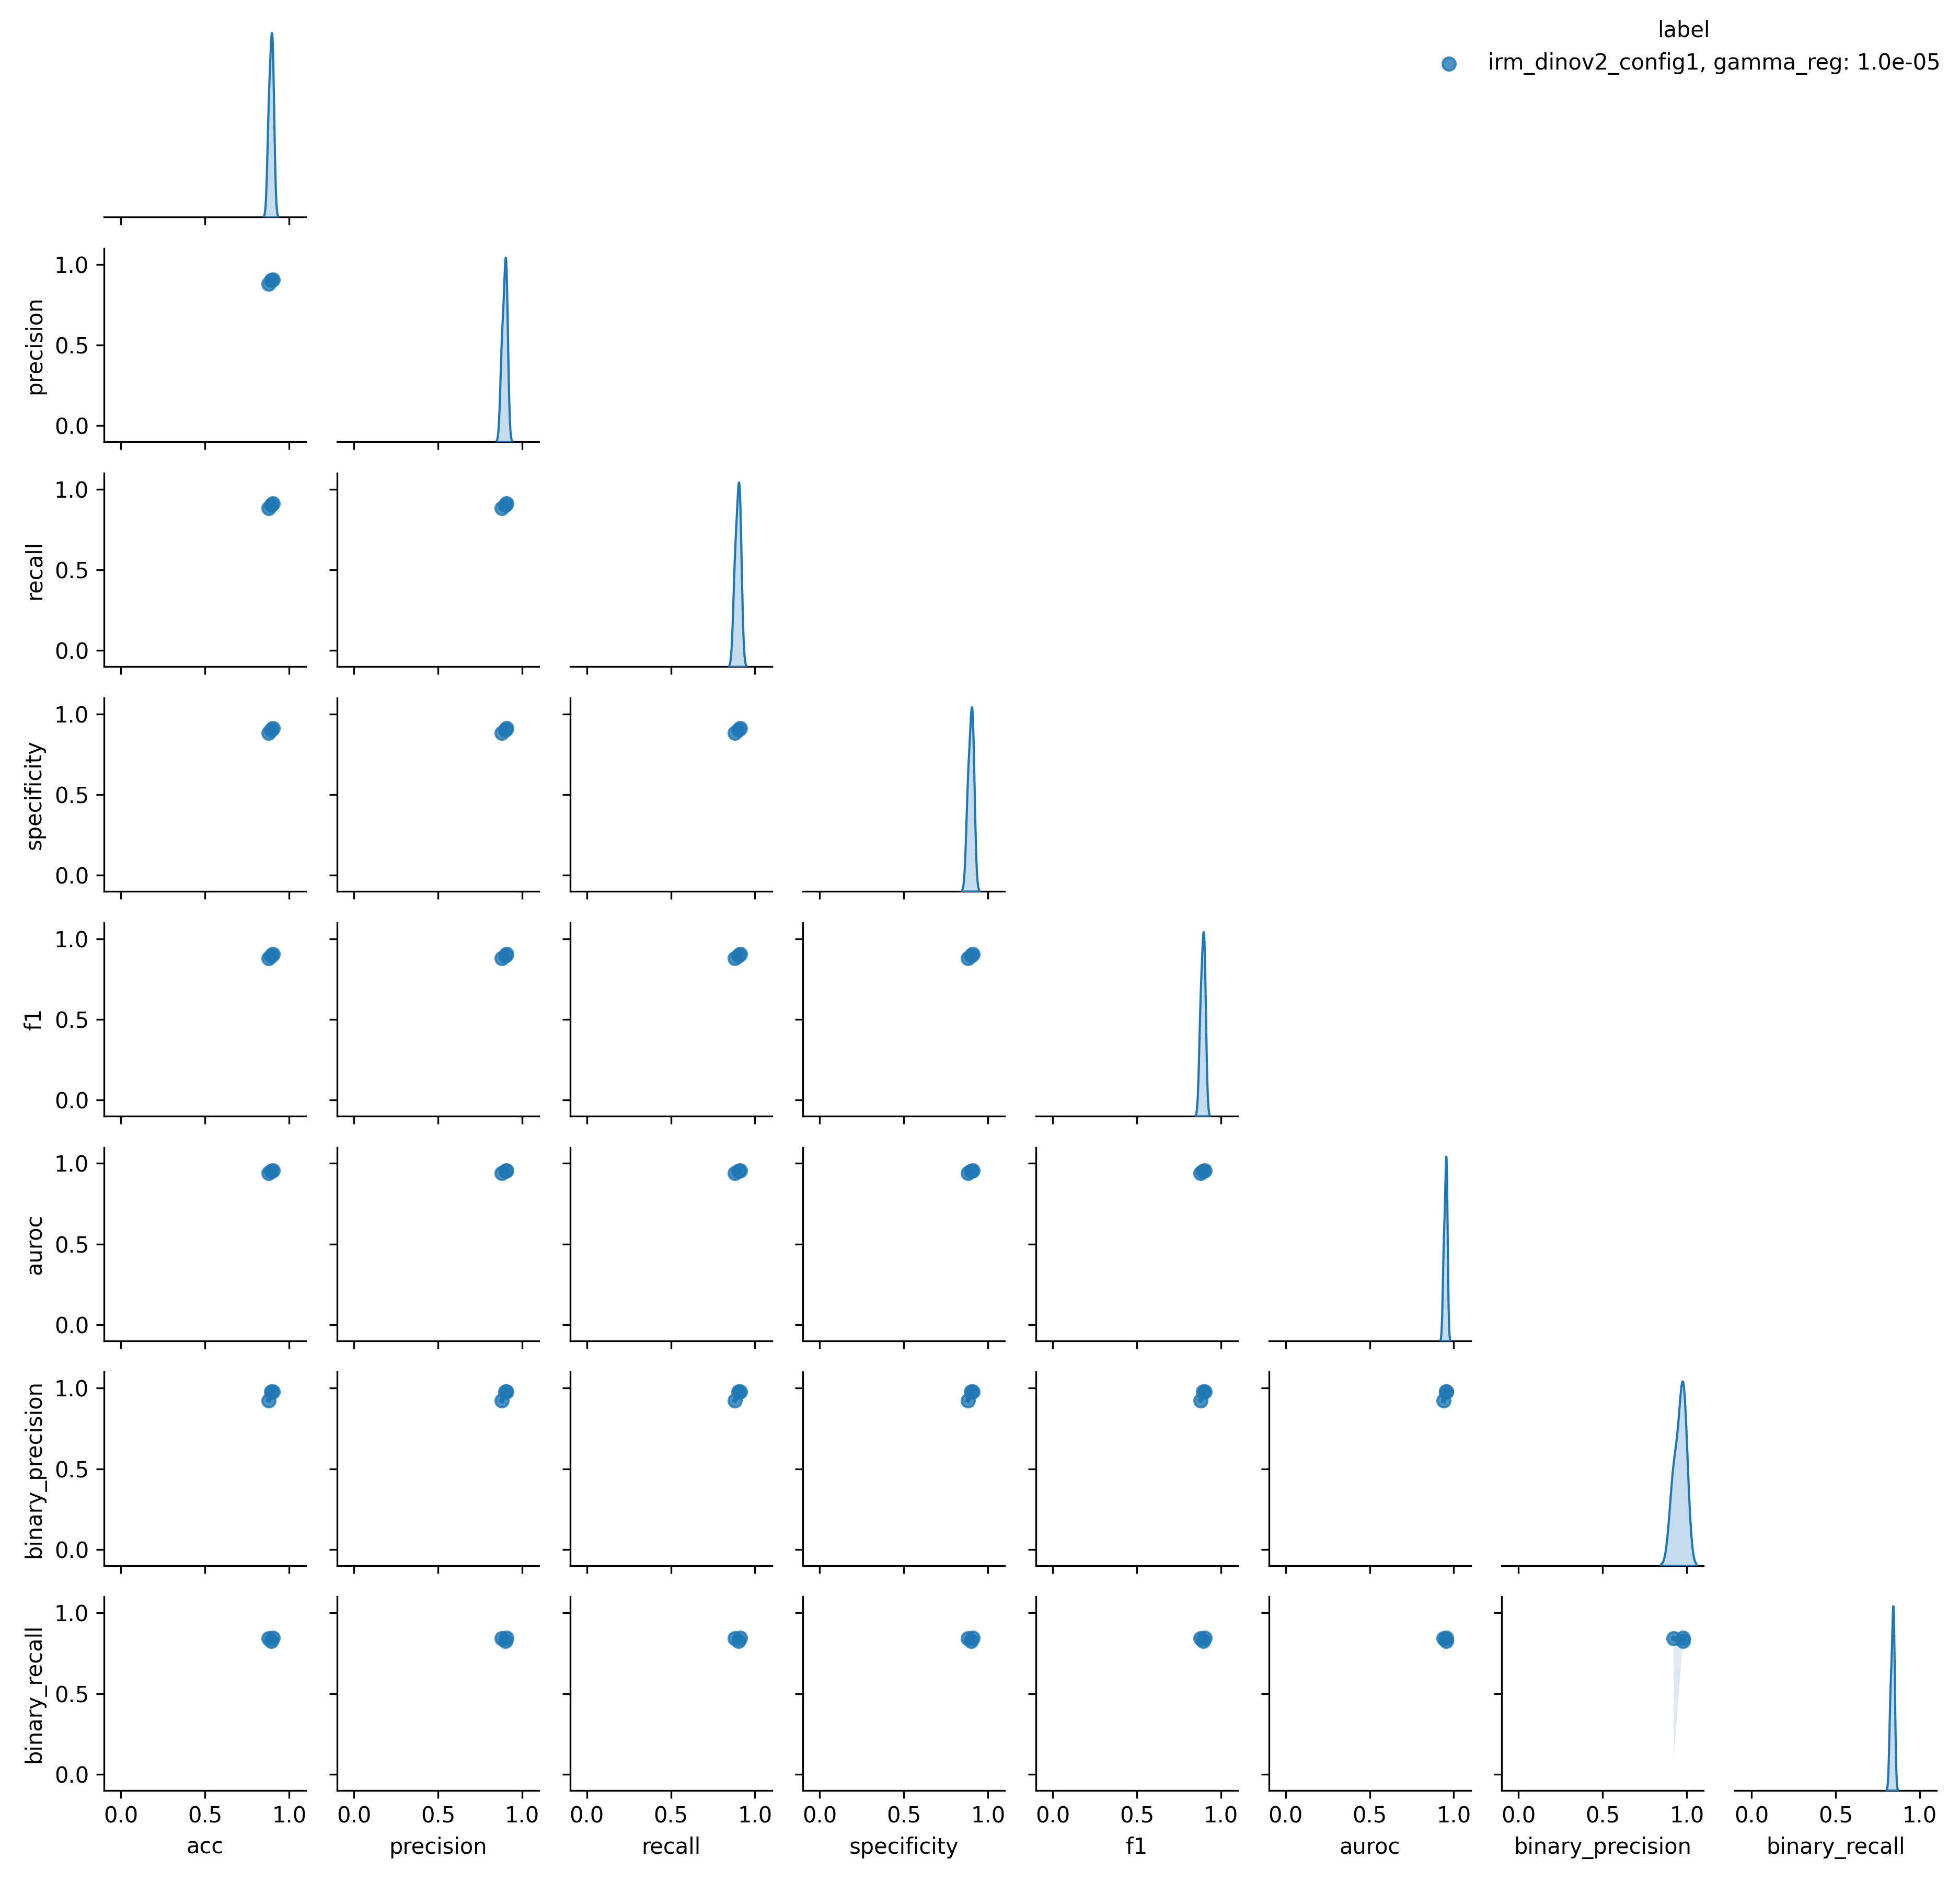 label
irm_dinov2_config1, gamma_reg: 1.0e-05
precision
1.0
0.5
0.0
recall
1.0
0.5
0.0
specificity
1.0
0.5
0.0
f1
1.0
0.5
0.0
auroc
1.0
0.5
0.0
binary_precision
1.0
0.5
0.0
binary_recall
1.0
0.5
0.0
0.0 0.5 1.0 0.0 0.5 1.0 0.0 0.5 1.0 0.0 0.5 1.0 0.0 0.5 1.0 0.0 0.5 1.0 0.0 0.5 1.0 0.0 0.5 1.0
acc precision recall specificity f1 auroc binary_precision binary_recall